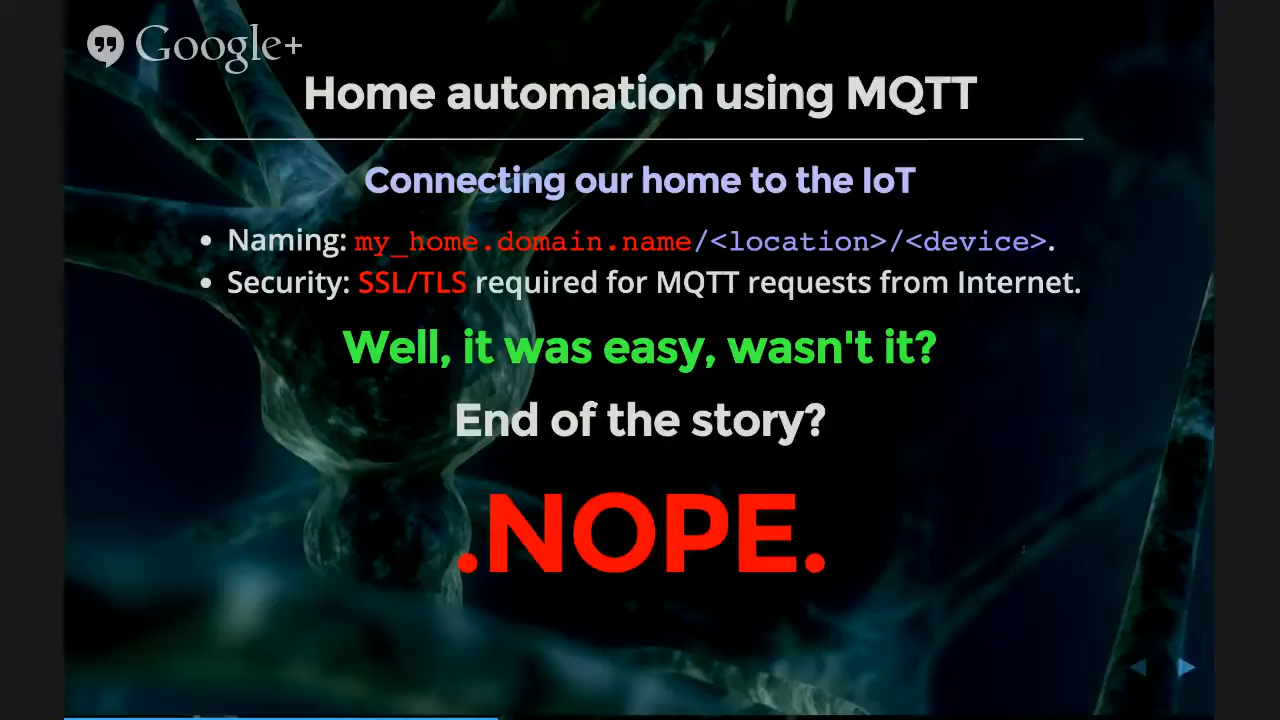 Google+
Home automation using MQTT
Connecting our home to the IoT
• Naming: my_home.domain.name/<location>/<device>.
• Security: SSL/TLS required for MQTT requests from Internet.
Well, it was easy, wasn't it?
End of the story?
.NOPE.